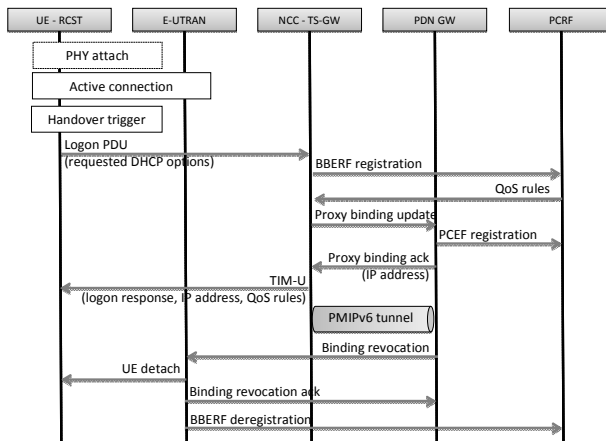 UE - RCST
E-UTRAN
NCC - TS-GW
PDN GW
PCRF
PHY attach
Active connection
Handover trigger
Logon PDU
(requested DHCP options)
BBERF registration
QoS rules
Proxy binding update
PCEF registration
Proxy binding ack
(IP address)
TIM-U
(logon response, IP address, QoS rules)
PMIPv6 tunnel
Binding revocation
UE detach
Binding revocation ack
BBERF deregistration